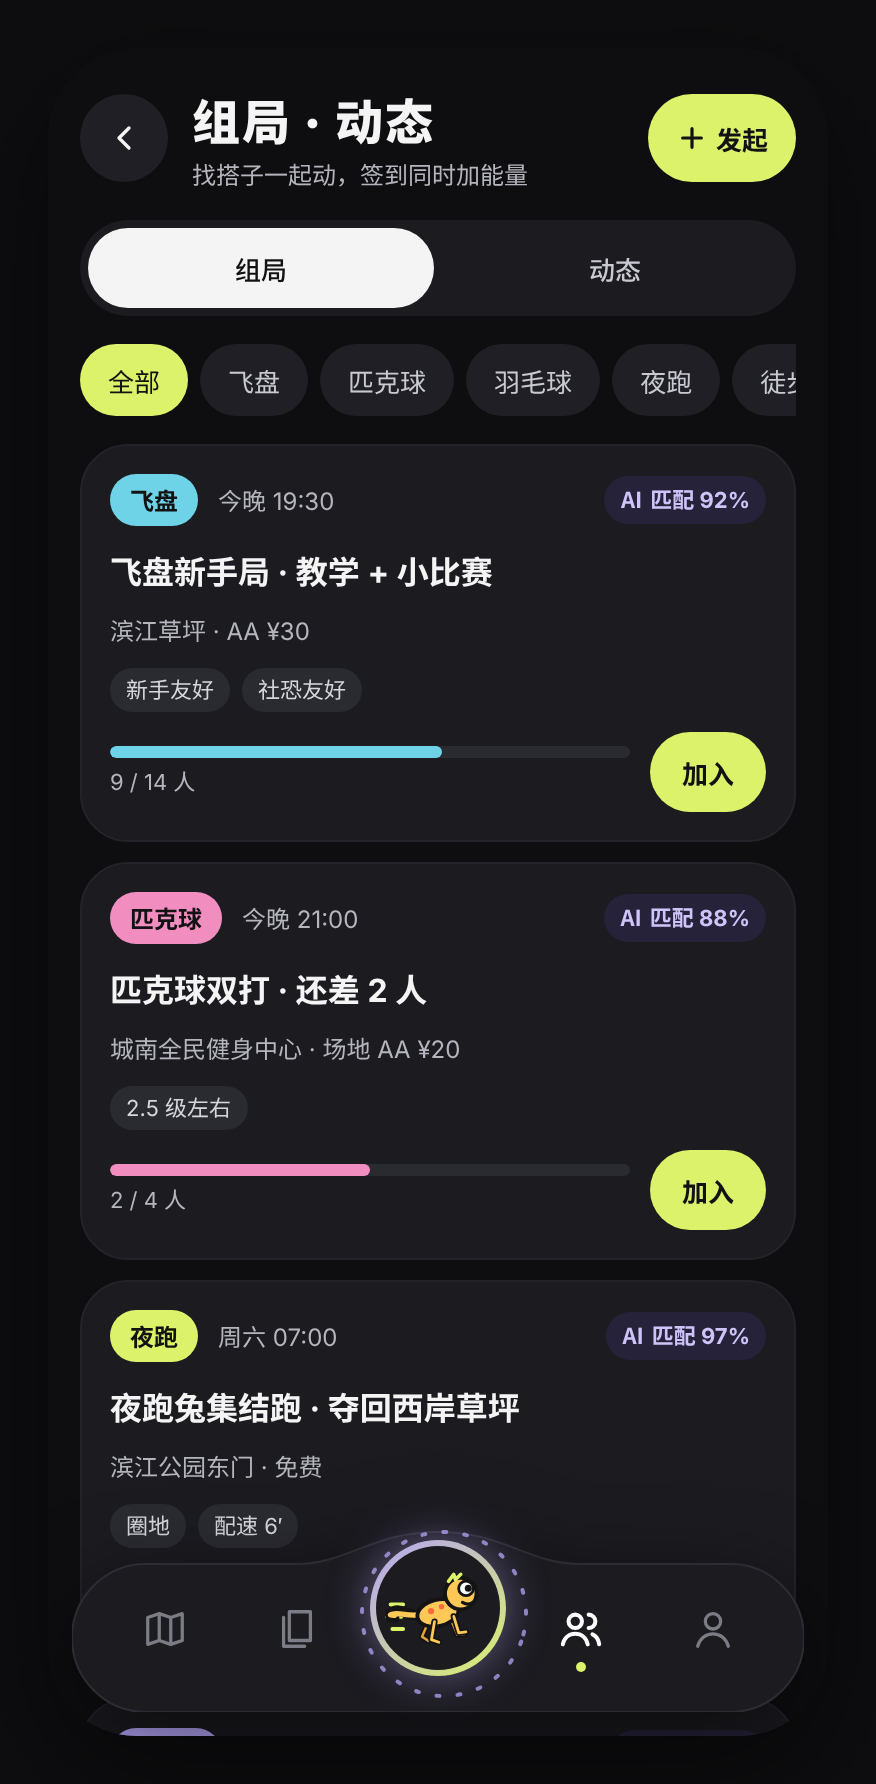 组局 · 动态
找搭子一起动，签到同时加能量
+ 发起
组局
动态
全部
飞盘
匹克球
羽毛球
夜跑
徒步
飞盘
今晚 19:30
AI 匹配 92%
飞盘新手局 · 教学 + 小比赛
滨江草坪 · AA ¥30
新手友好
社恐友好
9 / 14 人
加入
匹克球
今晚 21:00
AI 匹配 88%
匹克球双打 · 还差 2 人
城南全民健身中心 · 场地 AA ¥20
2.5 级左右
2 / 4 人
加入
夜跑
周六 07:00
AI 匹配 97%
夜跑兔集结跑 · 夺回西岸草坪
滨江公园东门 · 免费
圈地
配速 6′